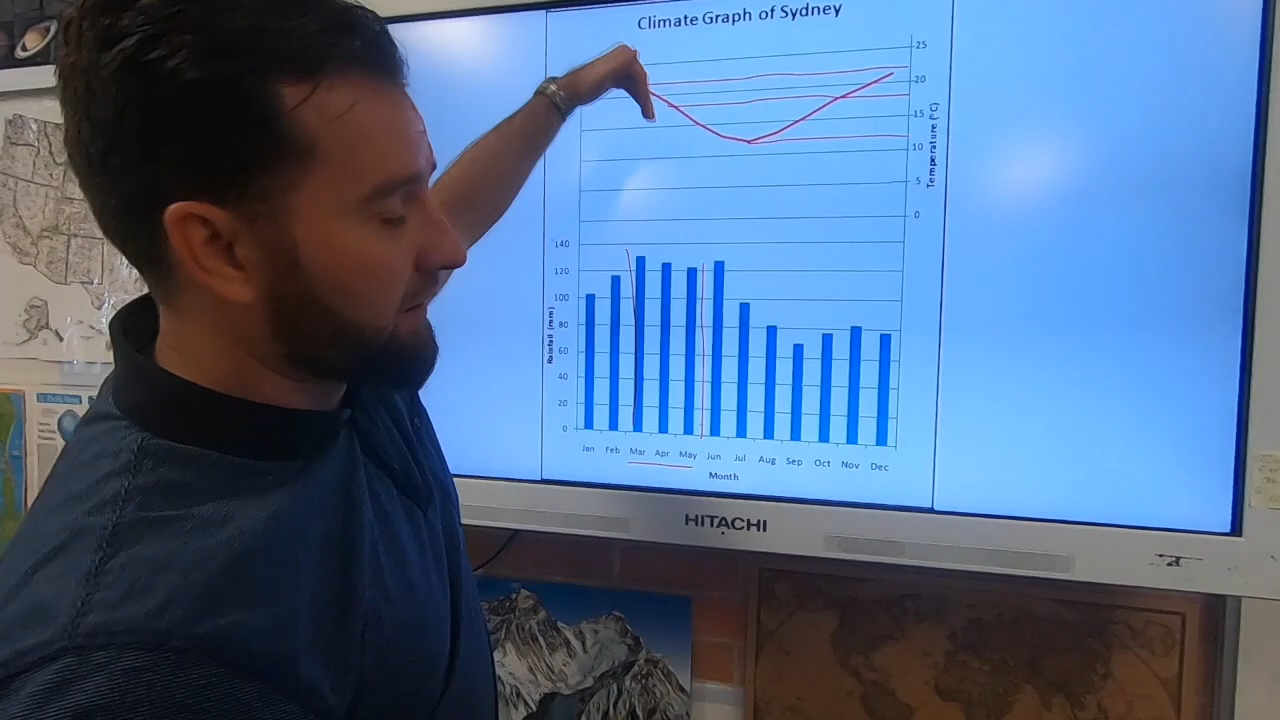 Climate Graph of Sydney
25
20
15
10
5
0
Temperature (°C)
140
120
100
80
60
40
20
0
Rainfall (mm)
Jan Feb Mar Apr May Jun Jul Aug Sep Oct Nov Dec
Month
HITACHI